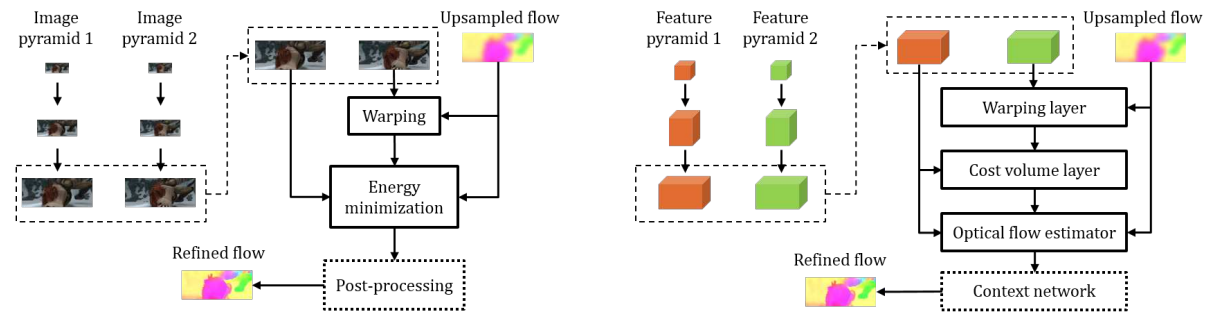 Image
pyramid 1
Image
pyramid 2
Upsampled flow
Warping
Energy
minimization
Refined flow
Post-processing
Feature
pyramid 1
Feature
pyramid 2
Upsampled flow
Warping layer
Cost volume layer
Optical flow estimator
Refined flow
Context network